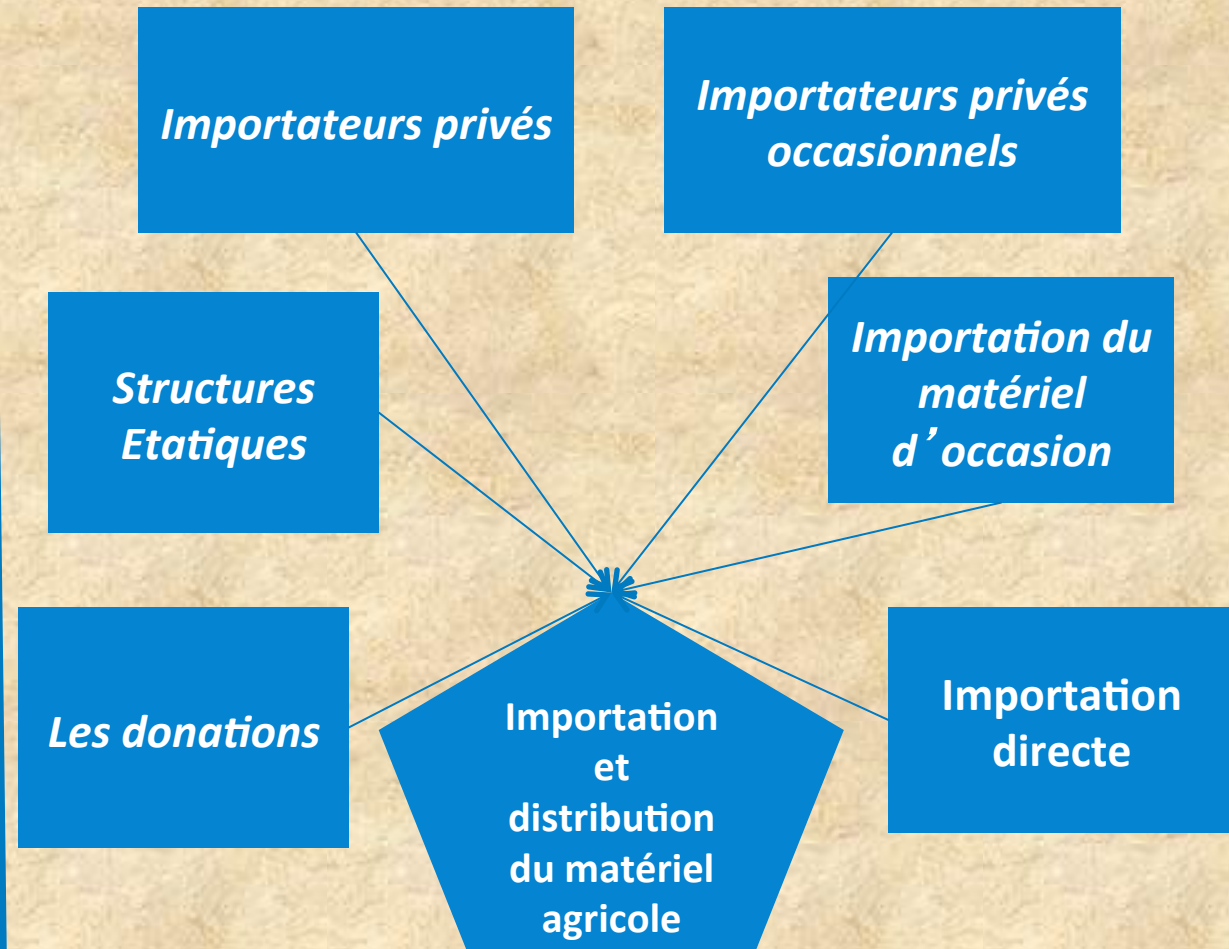 Importateurs privés
Importateurs privés
occasionnels
Structures
Etatiques
Importation du
matériel
d’occasion
Les donations
Importation
et
distribution
du matériel
agricole
Importation
directe